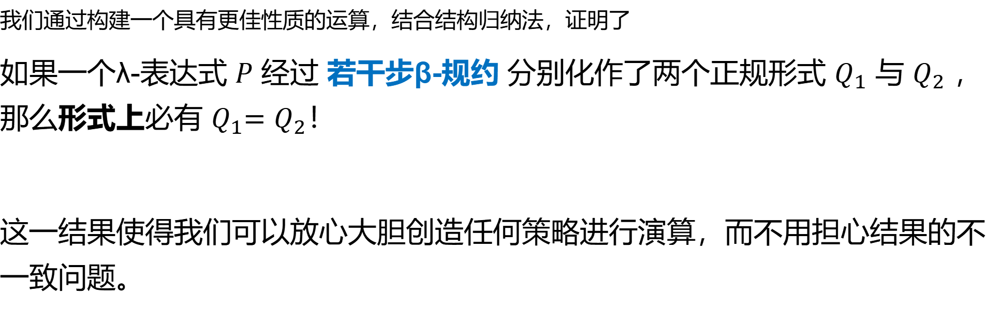 我们通过构建一个具有更佳性质的运算，结合结构归纳法，证明了
如果一个λ-表达式 P 经过 若干步β-规约 分别化作了两个正规形式 Q₁ 与 Q₂ ，
那么形式上必有 Q₁= Q₂！
这一结果使得我们可以放心大胆创造任何策略进行演算，而不用担心结果的不
一致问题。